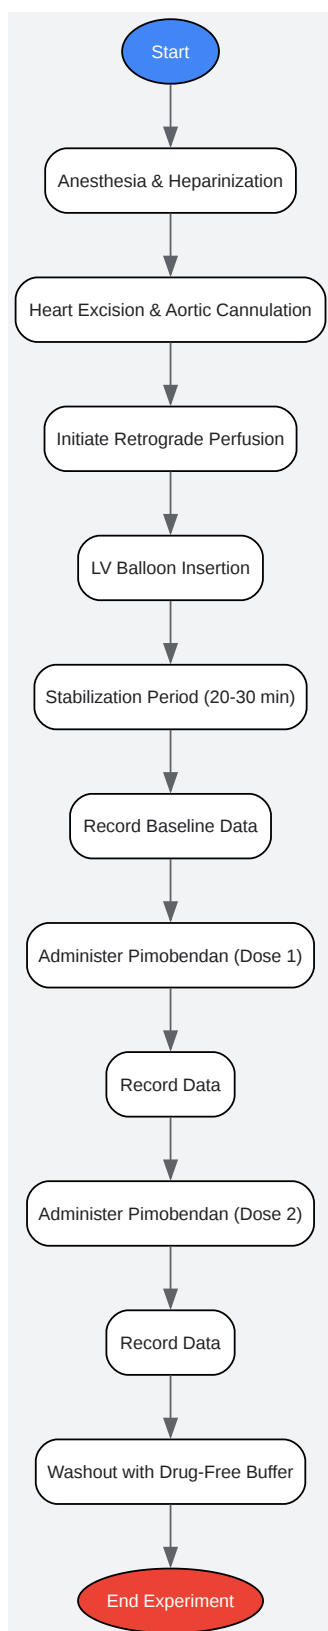 Start
Anesthesia & Heparinization
Heart Excision & Aortic Cannulation
Initiate Retrograde Perfusion
LV Balloon Insertion
Stabilization Period (20-30 min)
Record Baseline Data
Administer Pimobendan (Dose 1)
Record Data
Administer Pimobendan (Dose 2)
Record Data
Washout with Drug-Free Buffer
End Experiment